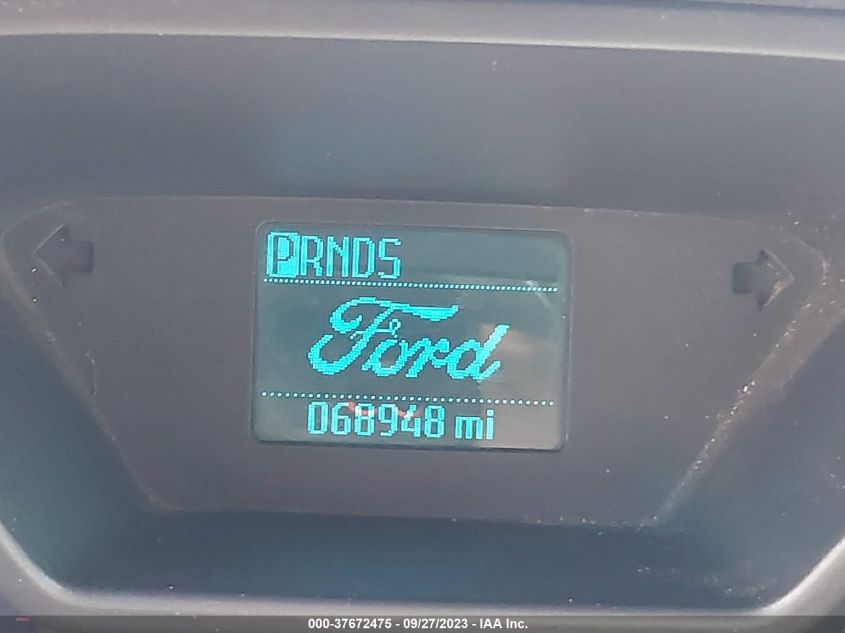 PRNDS
Ford
068948 mi
000-37672475 - 09/27/2023 - IAA Inc.